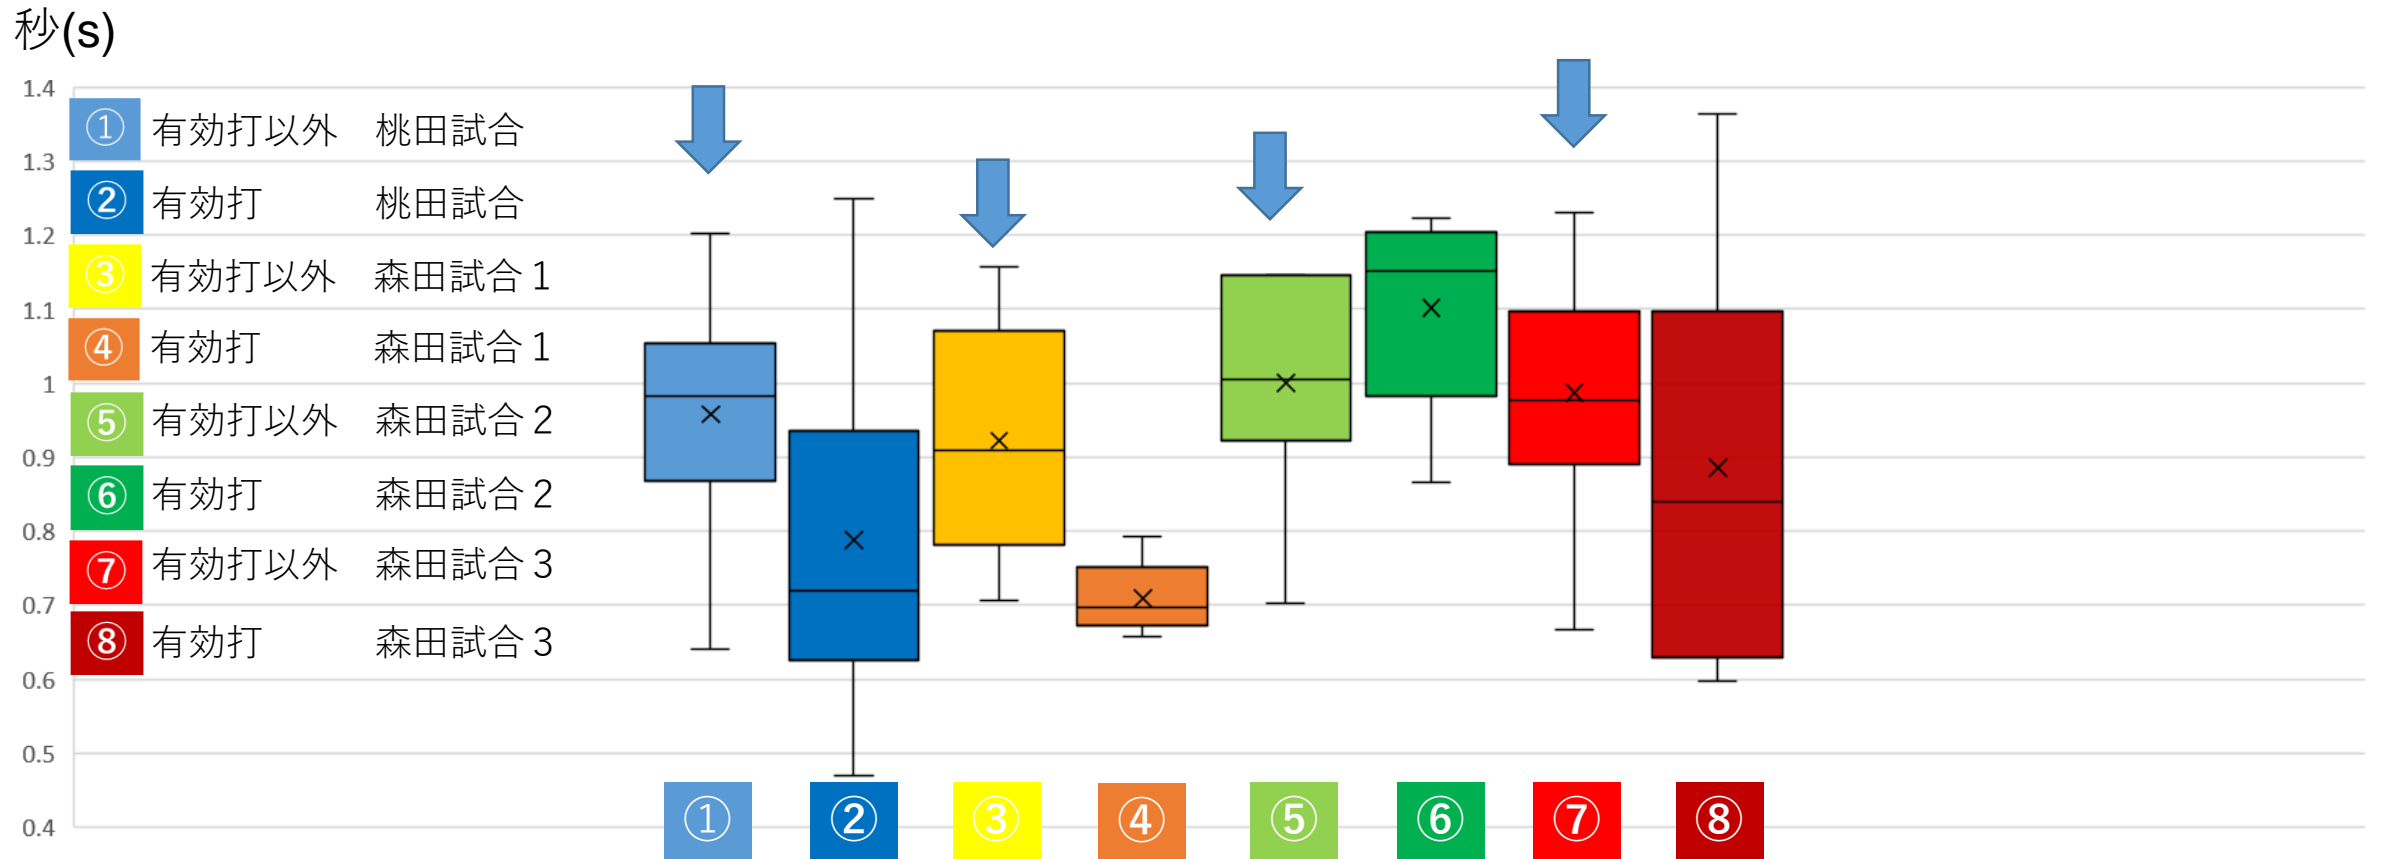 秒(s)
1.4
① 有効打以外 桃田試合
1.3
② 有効打 桃田試合
1.2
③ 有効打以外 森田試合１
1.1
④ 有効打 森田試合１
1
⑤ 有効打以外 森田試合２
0.9
⑥ 有効打 森田試合２
0.8
⑦ 有効打以外 森田試合３
0.7
⑧ 有効打 森田試合３
0.6
0.5
0.4
① ② ③ ④ ⑤ ⑥ ⑦ ⑧